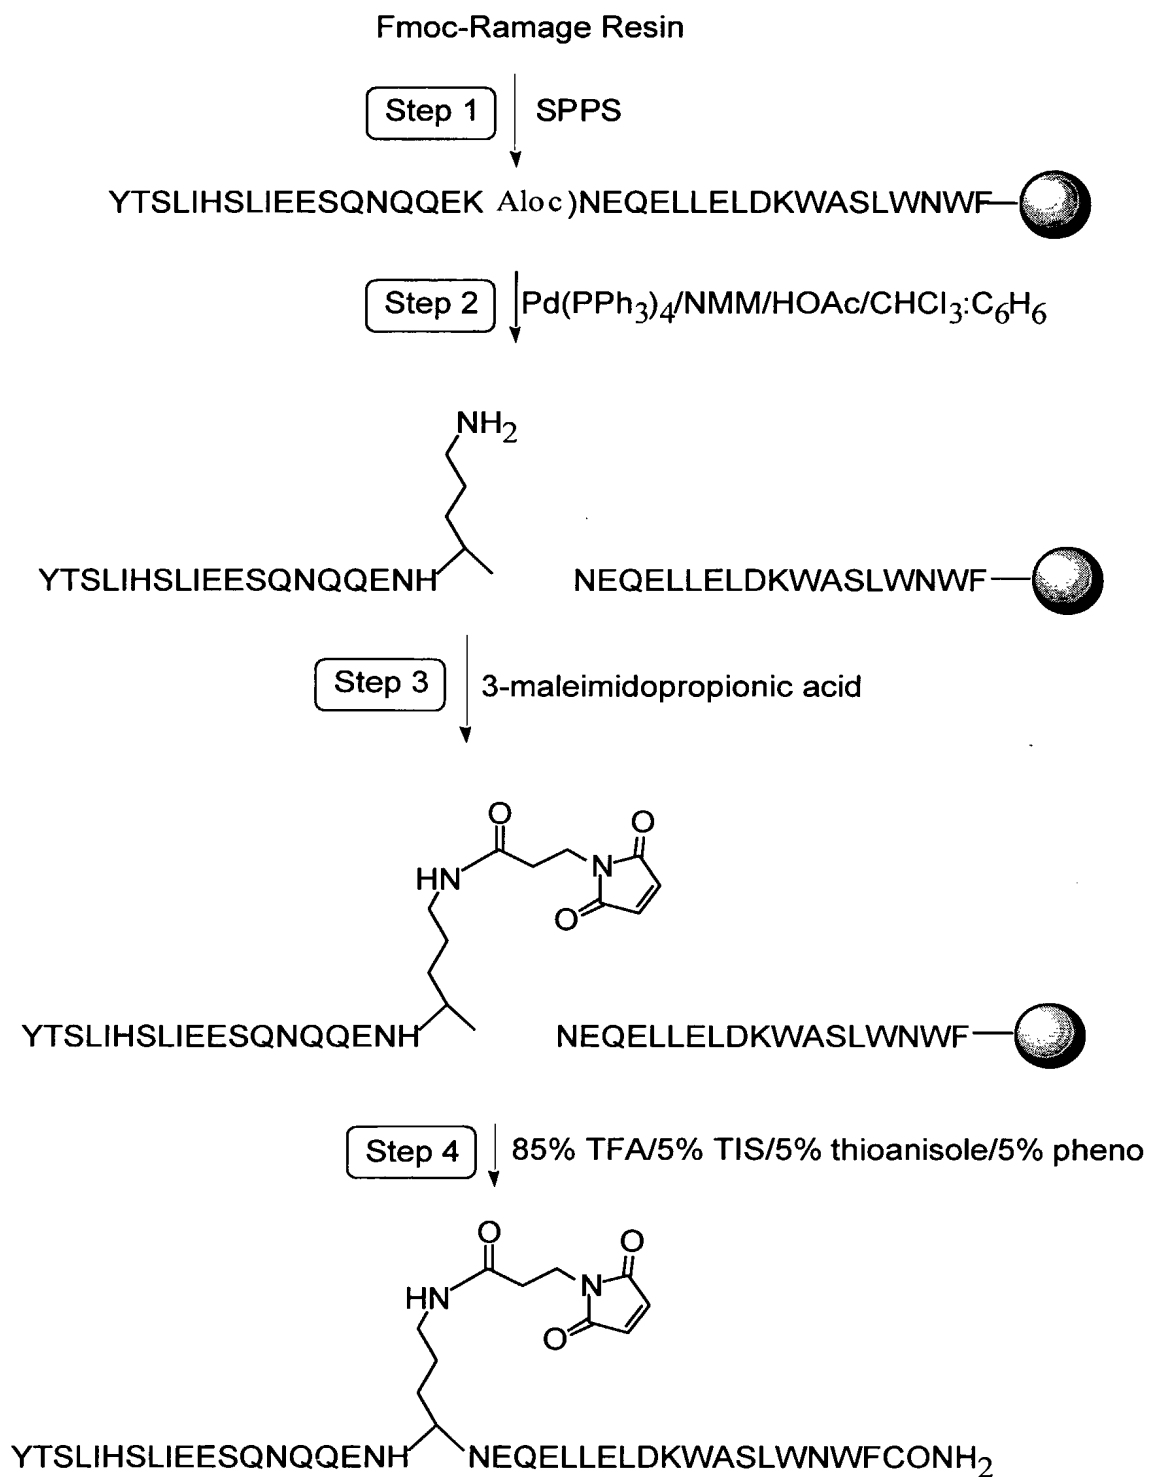 Fmoc-Ramage Resin
Step 1 SPPS
YTSLIHSLIEESQNQQEK Aloc)NEQELLELDKWASLWNWF
Step 2 Pd(PPh3)4/NMM/HOAc/CHCl3:C6H6
NH2
YTSLIHSLIEESQNQQENH NEQELLELDKWASLWNWF
Step 3 3-maleimidopropionic acid
O O
HN N
O
YTSLIHSLIEESQNQQENH NEQELLELDKWASLWNWF
Step 4 85% TFA/5% TIS/5% thioanisole/5% pheno
O O
HN N
O
YTSLIHSLIEESQNQQENH NEQELLELDKWASLWNWFCONH2